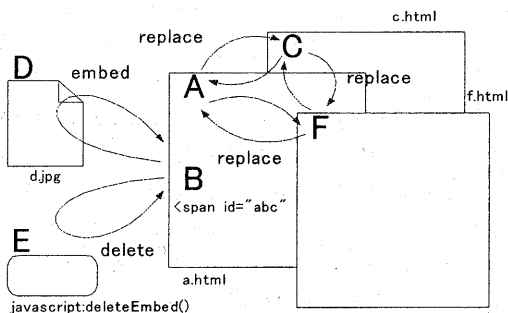 c.html
replace
C
D
embed
A
replace
f.html
F
replace
d.jpg
B
<span id="abc"
E
delete
a.html
javascript:deleteEmbed()